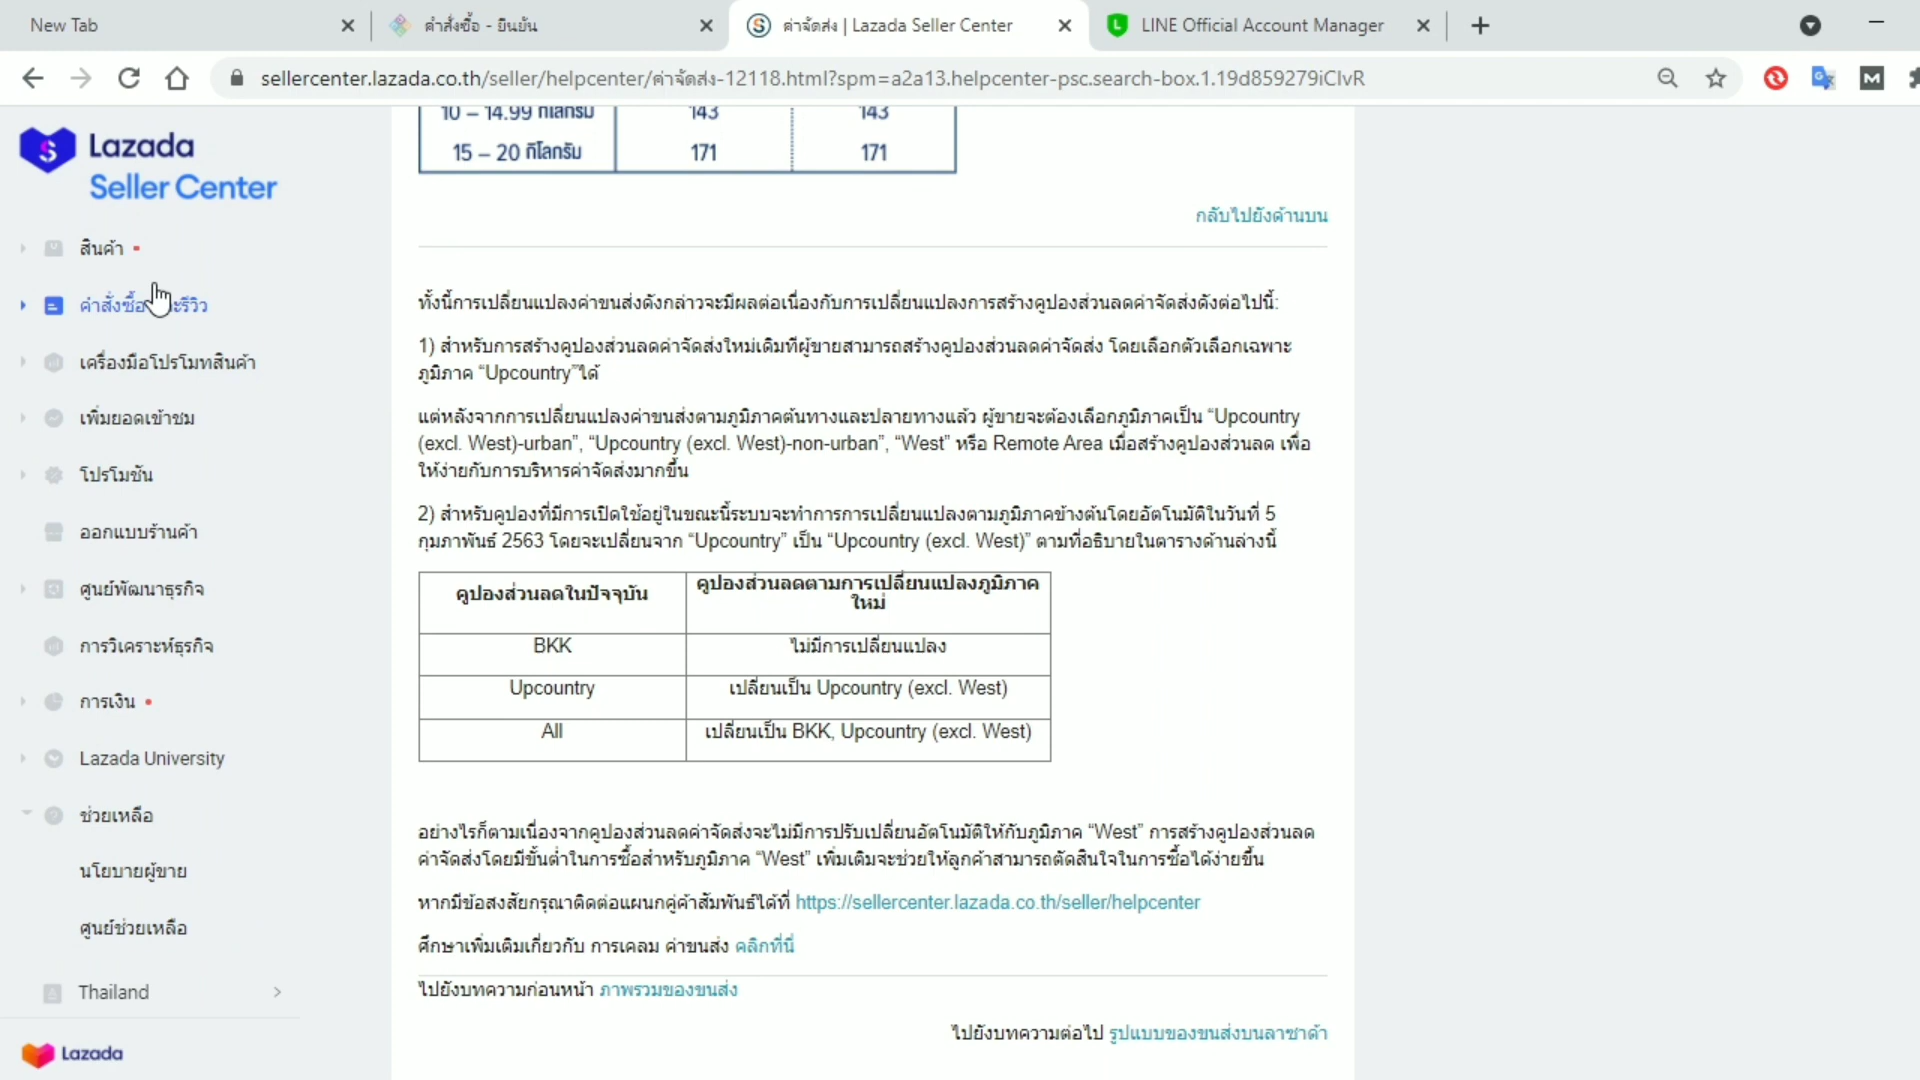 New Tab
คำสั่งซื้อ - ยืนยัน
ค่าจัดส่ง | Lazada Seller Center
LINE Official Account Manager
sellercenter.lazada.co.th/seller/helpcenter/ค่าจัดส่ง-12118.html?spm=a2a13.helpcenter-psc.search-box.1.19d859279iCIvR
Lazada
Seller Center
สินค้า
คำสั่งซื้อ ะรีวิว
เครื่องมือโปรโมทสินค้า
เพิ่มยอดเข้าชม
โปรโมชัน
ออกแบบร้านค้า
ศูนย์พัฒนาธุรกิจ
การวิเคราะห์ธุรกิจ
การเงิน
Lazada University
ช่วยเหลือ
นโยบายผู้ขาย
ศูนย์ช่วยเหลือ
Thailand
Lazada
10 – 14.99 กิโลกรัม 143 143
15 – 20 กิโลกรัม 171 171
กลับไปยังด้านบน
ทั้งนี้การเปลี่ยนแปลงค่าขนส่งดังกล่าวจะมีผลต่อเนื่องกับการเปลี่ยนแปลงการสร้างคูปองส่วนลดค่าจัดส่งดังต่อไปนี้:
1) สำหรับการสร้างคูปองส่วนลดค่าจัดส่งใหม่เดิมทีผู้ขายสามารถสร้างคูปองส่วนลดค่าจัดส่ง โดยเลือกตัวเลือกเฉพาะ
ภูมิภาค “Upcountry”ได้
แต่หลังจากการเปลี่ยนแปลงค่าขนส่งตามภูมิภาคต้นทางและปลายทางแล้ว ผู้ขายจะต้องเลือกภูมิภาคเป็น “Upcountry
(excl. West)-urban”, “Upcountry (excl. West)-non-urban”, “West” หรือ Remote Area เมื่อสร้างคูปองส่วนลด เพื่อ
ให้ง่ายกับการบริหารค่าจัดส่งมากขึ้น
2) สำหรับคูปองที่มีการเปิดใช้อยู่ในขณะนี้ระบบจะทำการการเปลี่ยนแปลงตามภูมิภาคข้างต้นโดยอัตโนมัติในวันที่ 5
กุมภาพันธ์ 2563 โดยจะเปลี่ยนจาก “Upcountry” เป็น “Upcountry (excl. West)” ตามที่อธิบายในตารางด้านล่างนี้
คูปองส่วนลดในปัจจุบัน คูปองส่วนลดตามการเปลี่ยนแปลงภูมิภาค
ใหม่
BKK ไม่มีการเปลี่ยนแปลง
Upcountry เปลี่ยนเป็น Upcountry (excl. West)
All เปลี่ยนเป็น BKK, Upcountry (excl. West)
อย่างไรก็ตามเนื่องจากคูปองส่วนลดค่าจัดส่งจะไม่มีการปรับเปลี่ยนอัตโนมัติให้กับภูมิภาค “West” การสร้างคูปองส่วนลด
ค่าจัดส่งโดยมีขั้นต่ำในการซื้อสำหรับภูมิภาค “West” เพิ่มเติมจะช่วยให้ลูกค้าสามารถตัดสินใจในการซื้อได้ง่ายขึ้น
หากมีข้อสงสัยกรุณาติดต่อแผนกคู่ค้าสัมพันธ์ได้ที่ https://sellercenter.lazada.co.th/seller/helpcenter
ศึกษาเพิ่มเติมเกี่ยวกับ การเคลม ค่าขนส่ง คลิกที่นี่
ไปยังบทความก่อนหน้า ภาพรวมของขนส่ง
ไปยังบทความต่อไป รูปแบบของขนส่งบนลาซาด้า